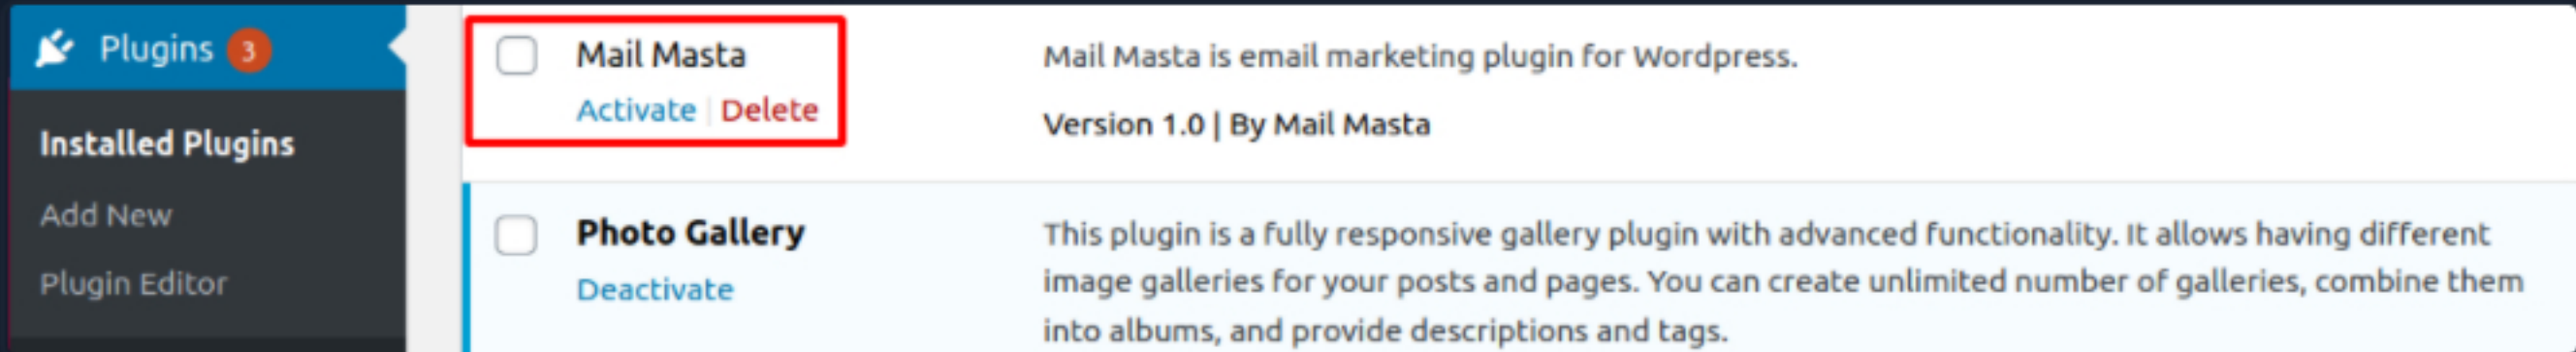 Plugins 3
Installed Plugins
Add New
Plugin Editor
Mail Masta
Activate | Delete
Mail Masta is email marketing plugin for Wordpress.
Version 1.0 | By Mail Masta
Photo Gallery
Deactivate
This plugin is a fully responsive gallery plugin with advanced functionality. It allows having different
image galleries for your posts and pages. You can create unlimited number of galleries, combine them
into albums, and provide descriptions and tags.